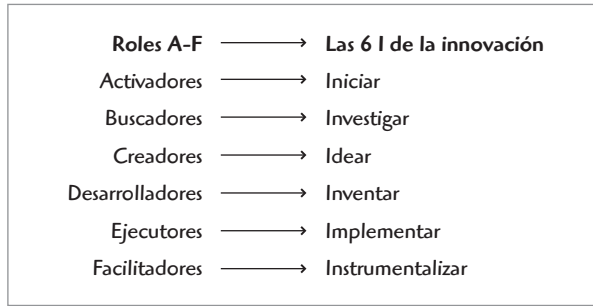 Roles A-F ⟶ Las 6 I de la innovación
Activadores ⟶ Iniciar
Buscadores ⟶ Investigar
Creadores ⟶ Idear
Desarrolladores ⟶ Inventar
Ejecutores ⟶ Implementar
Facilitadores ⟶ Instrumentalizar